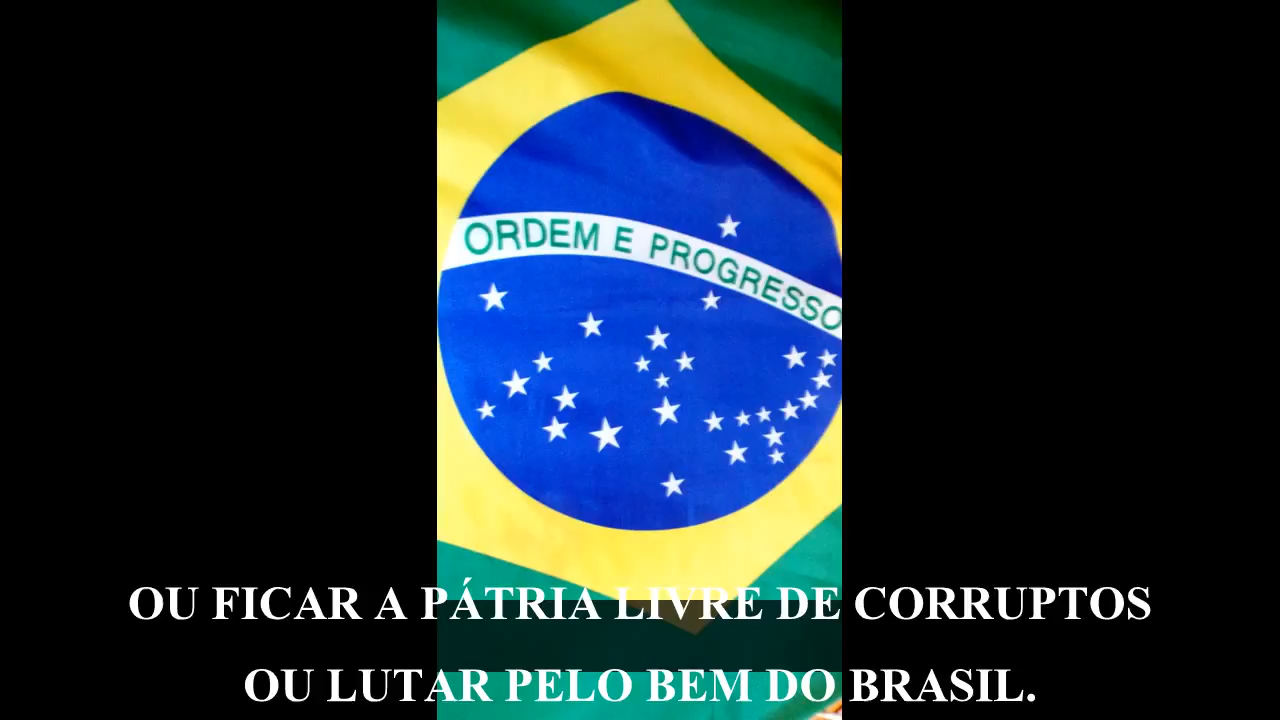 ORDEM E PROGRESSO
OU FICAR A PÁTRIA LIVRE DE CORRUPTOS
OU LUTAR PELO BEM DO BRASIL.